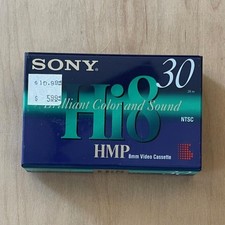 SONY
30
Brilliant Color and Sound
Hi8
NTSC
HMP
8mm Video Cassette